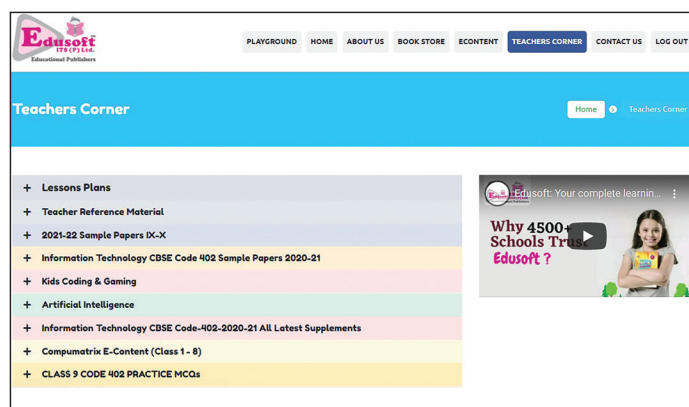 Edusoft
ITS (P) Ltd.
Educational Publishers
PLAYGROUND HOME ABOUT US BOOK STORE ECONTENT TEACHERS CORNER CONTACT US LOG OUT
Teachers Corner
Home Teachers Corner
+ Lessons Plans
+ Teacher Reference Material
+ 2021-22 Sample Papers IX-X
+ Information Technology CBSE Code 402 Sample Papers 2020-21
+ Kids Coding & Gaming
+ Artificial Intelligence
+ Information Technology CBSE Code-402-2020-21 All Latest Supplements
+ Compumatrix E-Content (Class 1 - 8)
+ CLASS 9 CODE 402 PRACTICE MCQs
Edusoft: Your complete learnin...
Why 4500+
Schools Trust
Edusoft ?